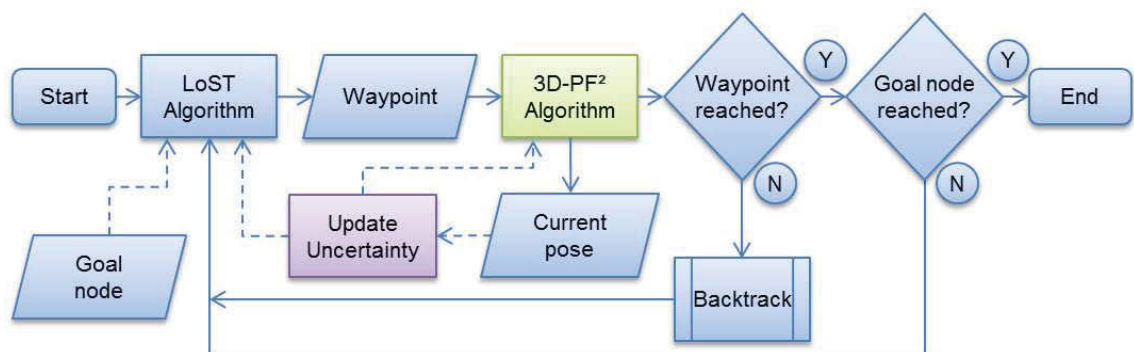 Start
LoST
Algorithm
Waypoint
3D-PF²
Algorithm
Waypoint
reached?
Y
Goal node
reached?
Y
End
N
N
Goal
node
Update
Uncertainty
Current
pose
Backtrack